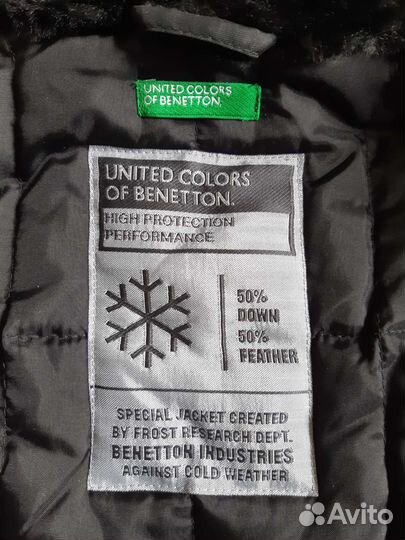 UNITED COLORS
OF BENETTON.
UNITED COLORS
OF BENETTON.
HIGH PROTECTION
PERFORMANCE
50%
DOWN
50%
FEATHER
SPECIAL JACKET CREATED
BY FROST RESEARCH DEPT.
BENETTON INDUSTRIES
AGAINST COLD WEATHER
Avito